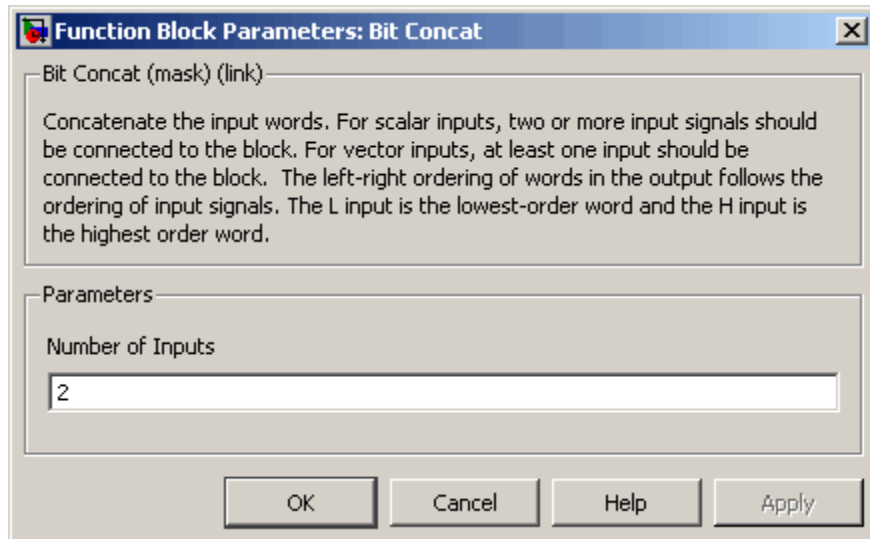 Function Block Parameters: Bit Concat
Bit Concat (mask) (link)
Concatenate the input words. For scalar inputs, two or more input signals should
be connected to the block. For vector inputs, at least one input should be
connected to the block.  The left-right ordering of words in the output follows the
ordering of input signals. The L input is the lowest-order word and the H input is
the highest order word.
Parameters
Number of Inputs
2
OK Cancel Help Apply